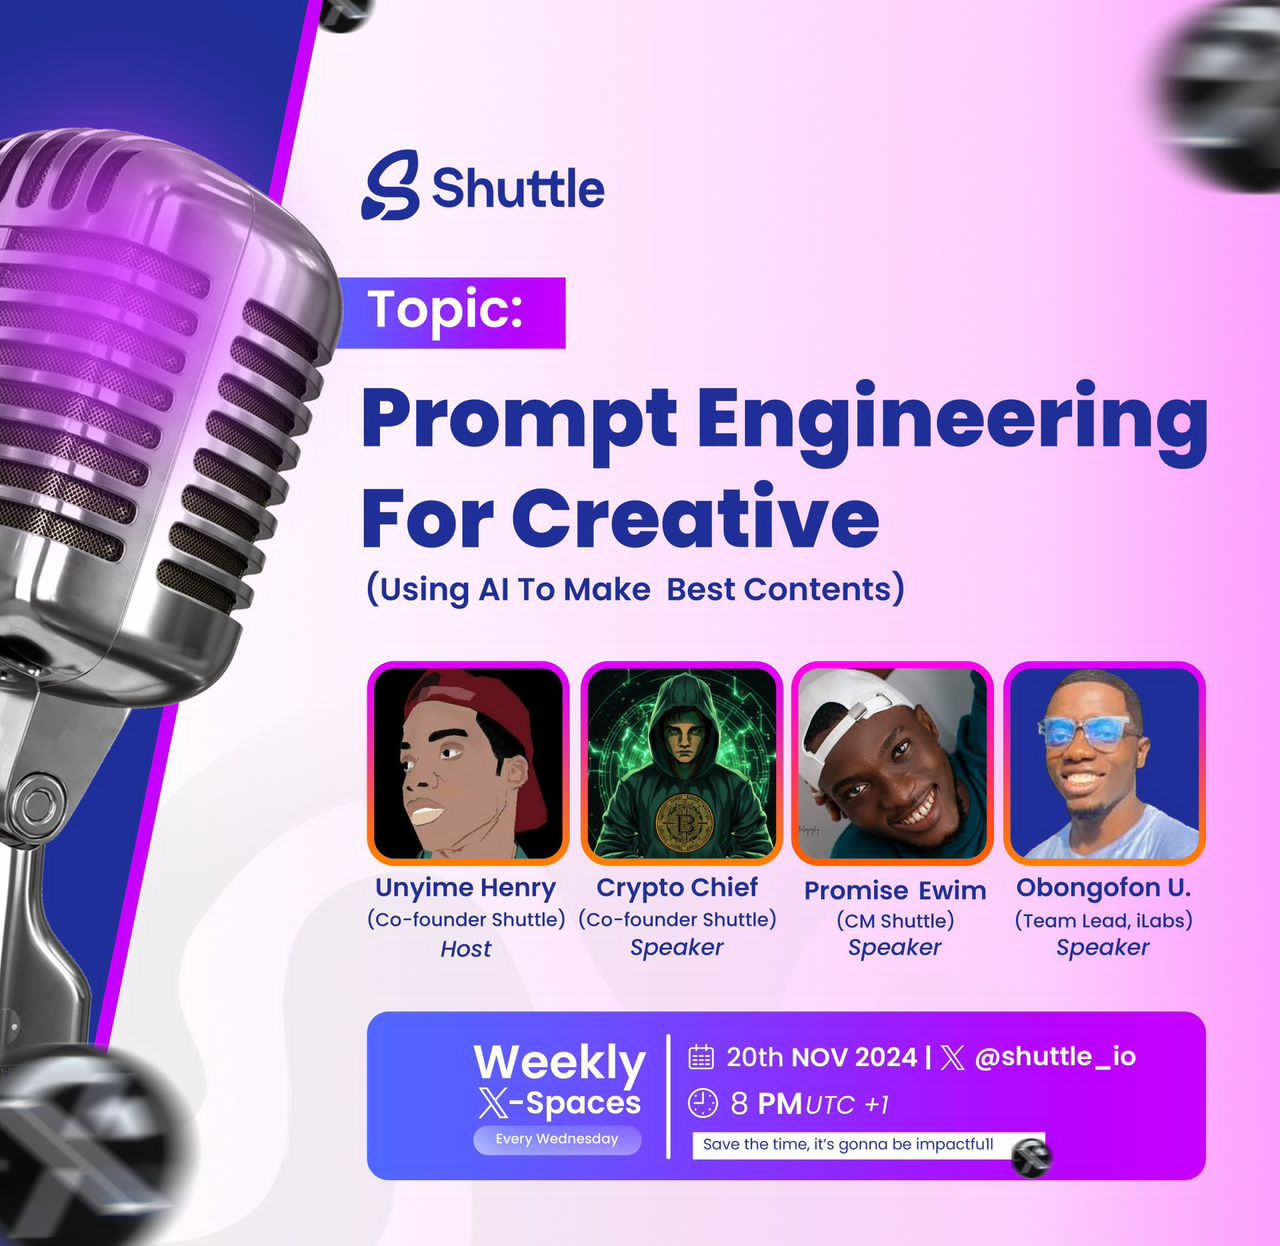 Shuttle
Topic:
Prompt Engineering
For Creative
(Using AI To Make Best Contents)
Unyime Henry
(Co-founder Shuttle)
Host
Crypto Chief
(Co-founder Shuttle)
Speaker
Promise Ewim
(CM Shuttle)
Speaker
Obongofon U.
(Team Lead, iLabs)
Speaker
Weekly
X-Spaces
Every Wednesday
20th NOV 2024 | X @shuttle_io
8 PM UTC +1
Save the time, it's gonna be impactfu1l